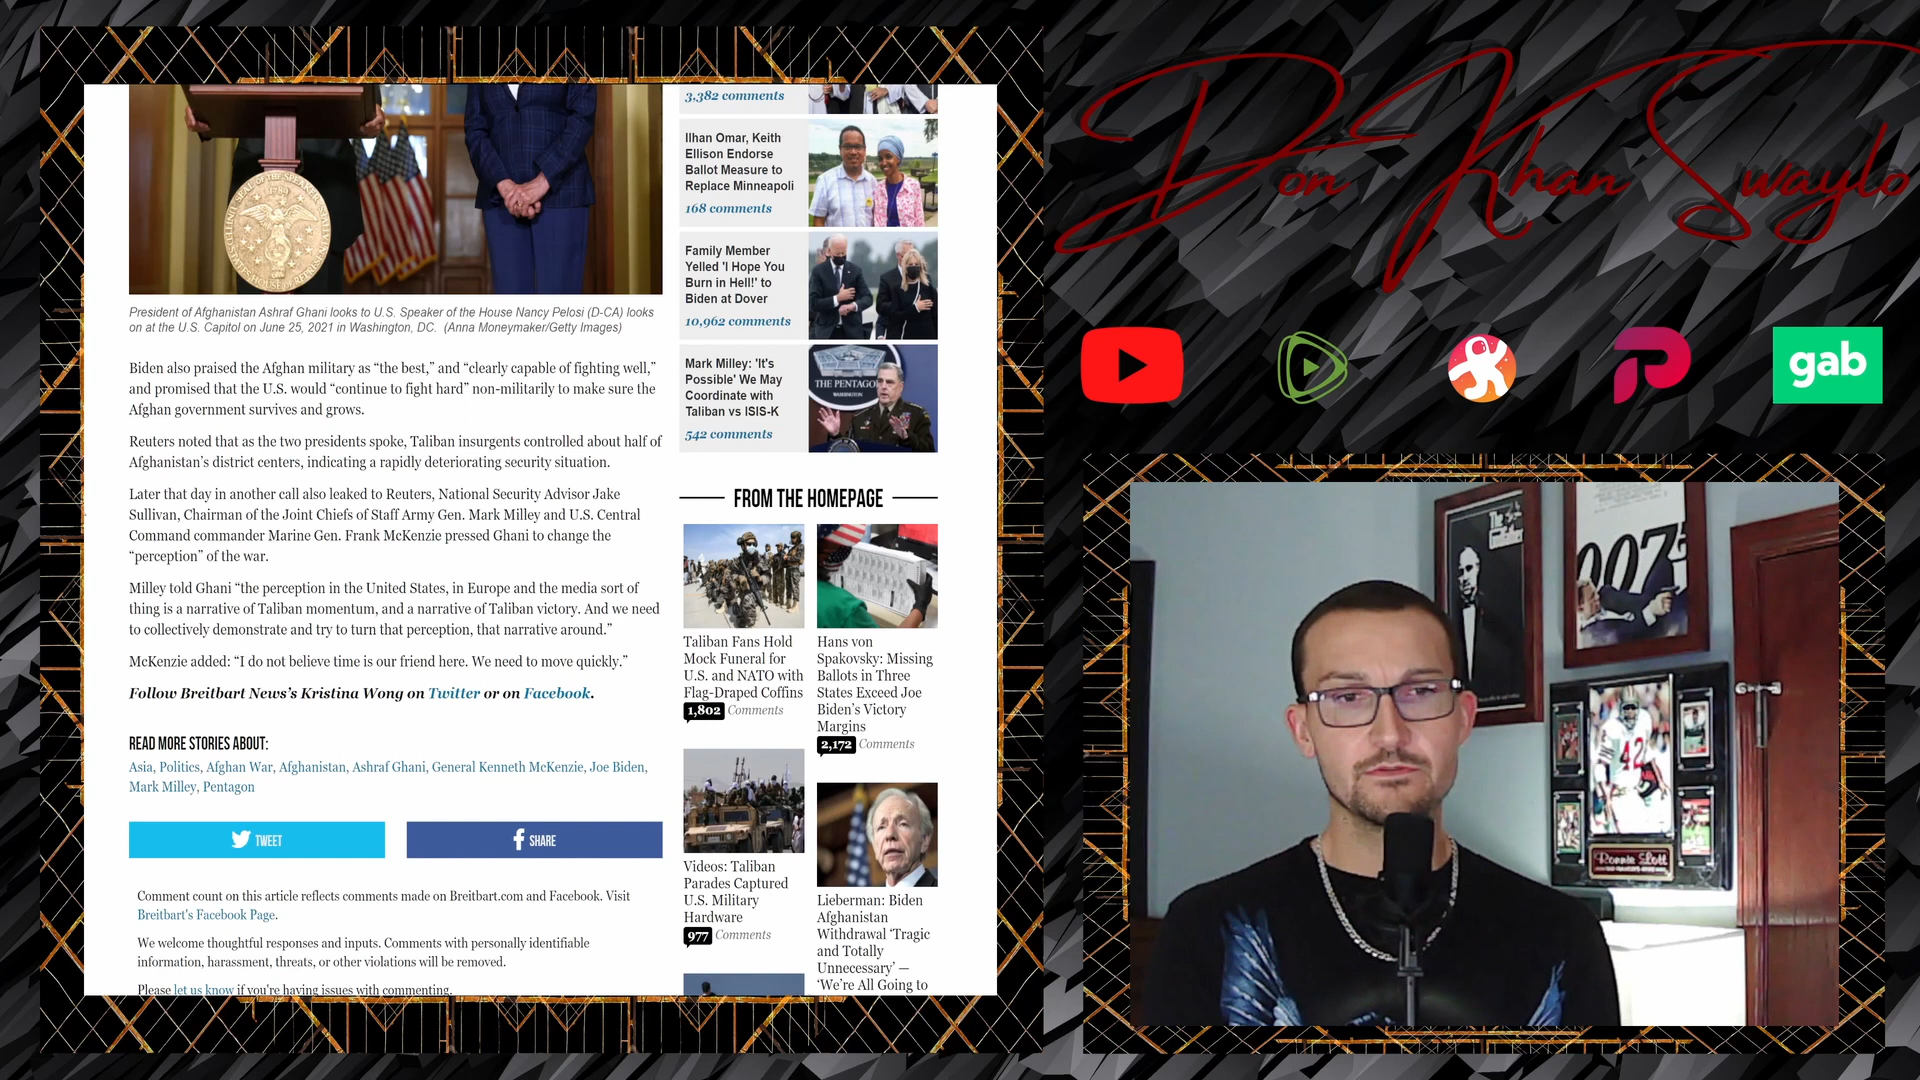 Don Khan Swaylo
gab
3,382 comments
Ilhan Omar, Keith
Ellison Endorse
Ballot Measure to
Replace Minneapoli
168 comments
Family Member
Yelled 'I Hope You
Burn in Hell!' to
Biden at Dover
10,962 comments
Mark Milley: 'It's
Possible' We May
Coordinate with
Taliban vs ISIS-K
542 comments
THE PENTAGO
WASHINGTON
President of Afghanistan Ashraf Ghani looks to U.S. Speaker of the House Nancy Pelosi (D-CA) looks
on at the U.S. Capitol on June 25, 2021 in Washington, DC. (Anna Moneymaker/Getty Images)
Biden also praised the Afghan military as “the best,” and “clearly capable of fighting well,”
and promised that the U.S. would “continue to fight hard” non-militarily to make sure the
Afghan government survives and grows.
Reuters noted that as the two presidents spoke, Taliban insurgents controlled about half of
Afghanistan’s district centers, indicating a rapidly deteriorating security situation.
Later that day in another call also leaked to Reuters, National Security Advisor Jake
Sullivan, Chairman of the Joint Chiefs of Staff Army Gen. Mark Milley and U.S. Central
Command commander Marine Gen. Frank McKenzie pressed Ghani to change the
“perception” of the war.
Milley told Ghani “the perception in the United States, in Europe and the media sort of
thing is a narrative of Taliban momentum, and a narrative of Taliban victory. And we need
to collectively demonstrate and try to turn that perception, that narrative around.”
McKenzie added: “I do not believe time is our friend here. We need to move quickly.”
Follow Breitbart News’s Kristina Wong on Twitter or on Facebook.
READ MORE STORIES ABOUT:
Asia, Politics, Afghan War, Afghanistan, Ashraf Ghani, General Kenneth McKenzie, Joe Biden,
Mark Milley, Pentagon
TWEET
SHARE
Comment count on this article reflects comments made on Breitbart.com and Facebook. Visit
Breitbart's Facebook Page.
We welcome thoughtful responses and inputs. Comments with personally identifiable
information, harassment, threats, or other violations will be removed.
Please let us know if you're having issues with commenting.
FROM THE HOMEPAGE
Taliban Fans Hold
Mock Funeral for
U.S. and NATO with
Flag-Draped Coffins
1,802 Comments
Videos: Taliban
Parades Captured
U.S. Military
Hardware
977 Comments
Hans von
Spakovsky: Missing
Ballots in Three
States Exceed Joe
Biden’s Victory
Margins
2,172 Comments
Lieberman: Biden
Afghanistan
Withdrawal ‘Tragic
and Totally
Unnecessary’ —
‘We’re All Going to
The
Godfather
007
42
Ronnie Lott